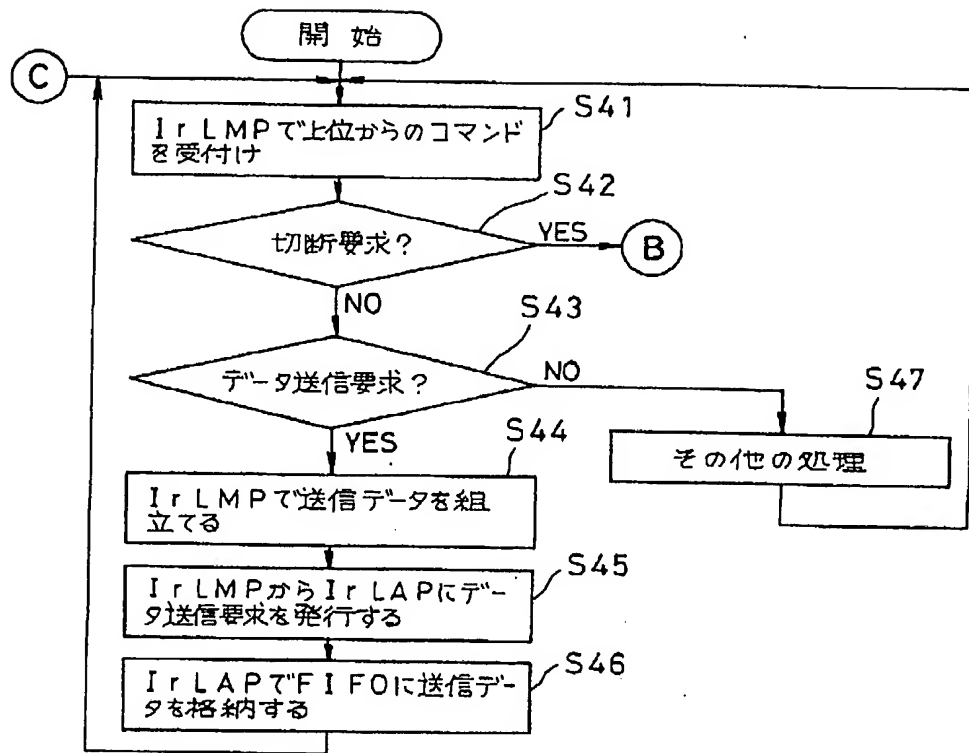 開始
C
S41
IrLMPで上位からのコマンド
を受付け
S42
切断要求?
YES
B
NO
S43
データ送信要求?
NO
S47
その他の処理
YES
S44
IrLMPで送信データを組
立てる
S45
IrLMPからIrLAPにデー
タ送信要求を発行する
S46
IrLAPでFIFOに送信デー
タを格納する